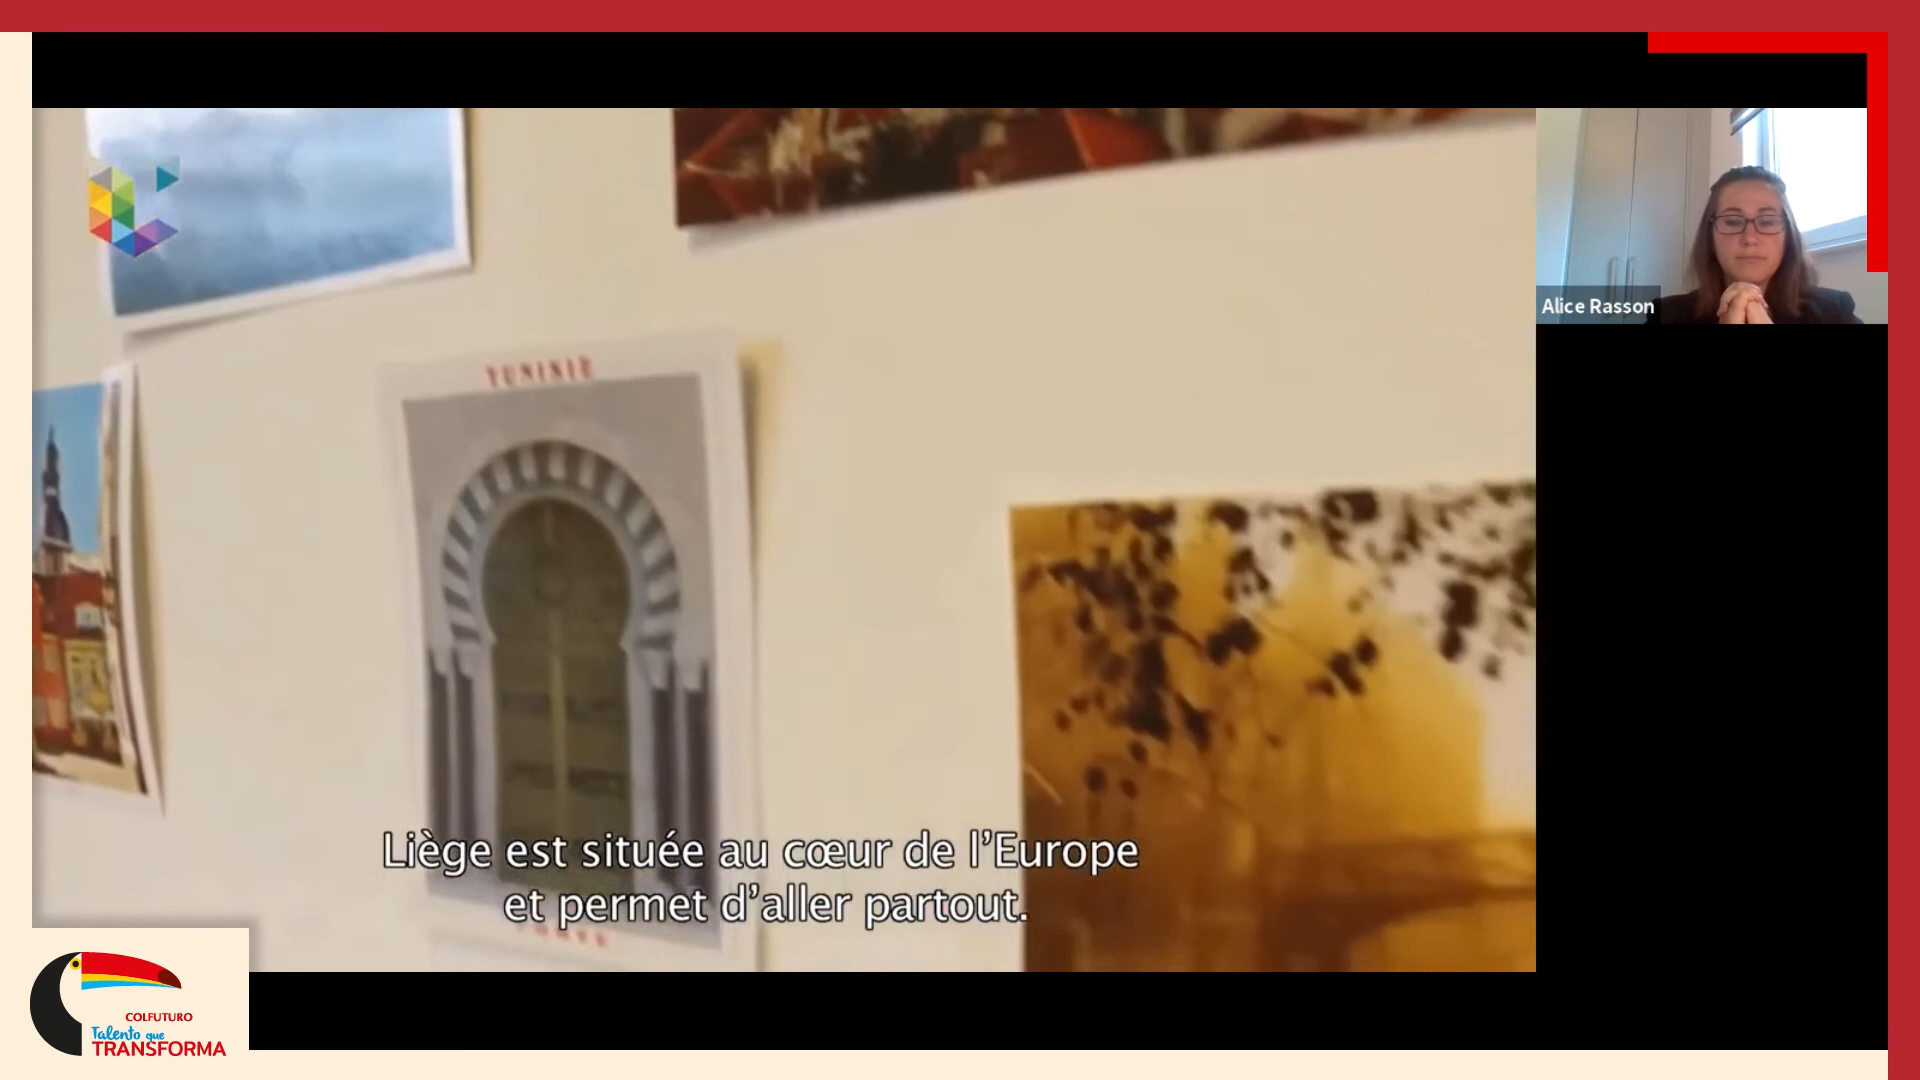 TUNISIE
Alice Rasson
Liège est située au cœur de l’Europe
et permet d’aller partout.
COLFUTURO
Talento que
TRANSFORMA